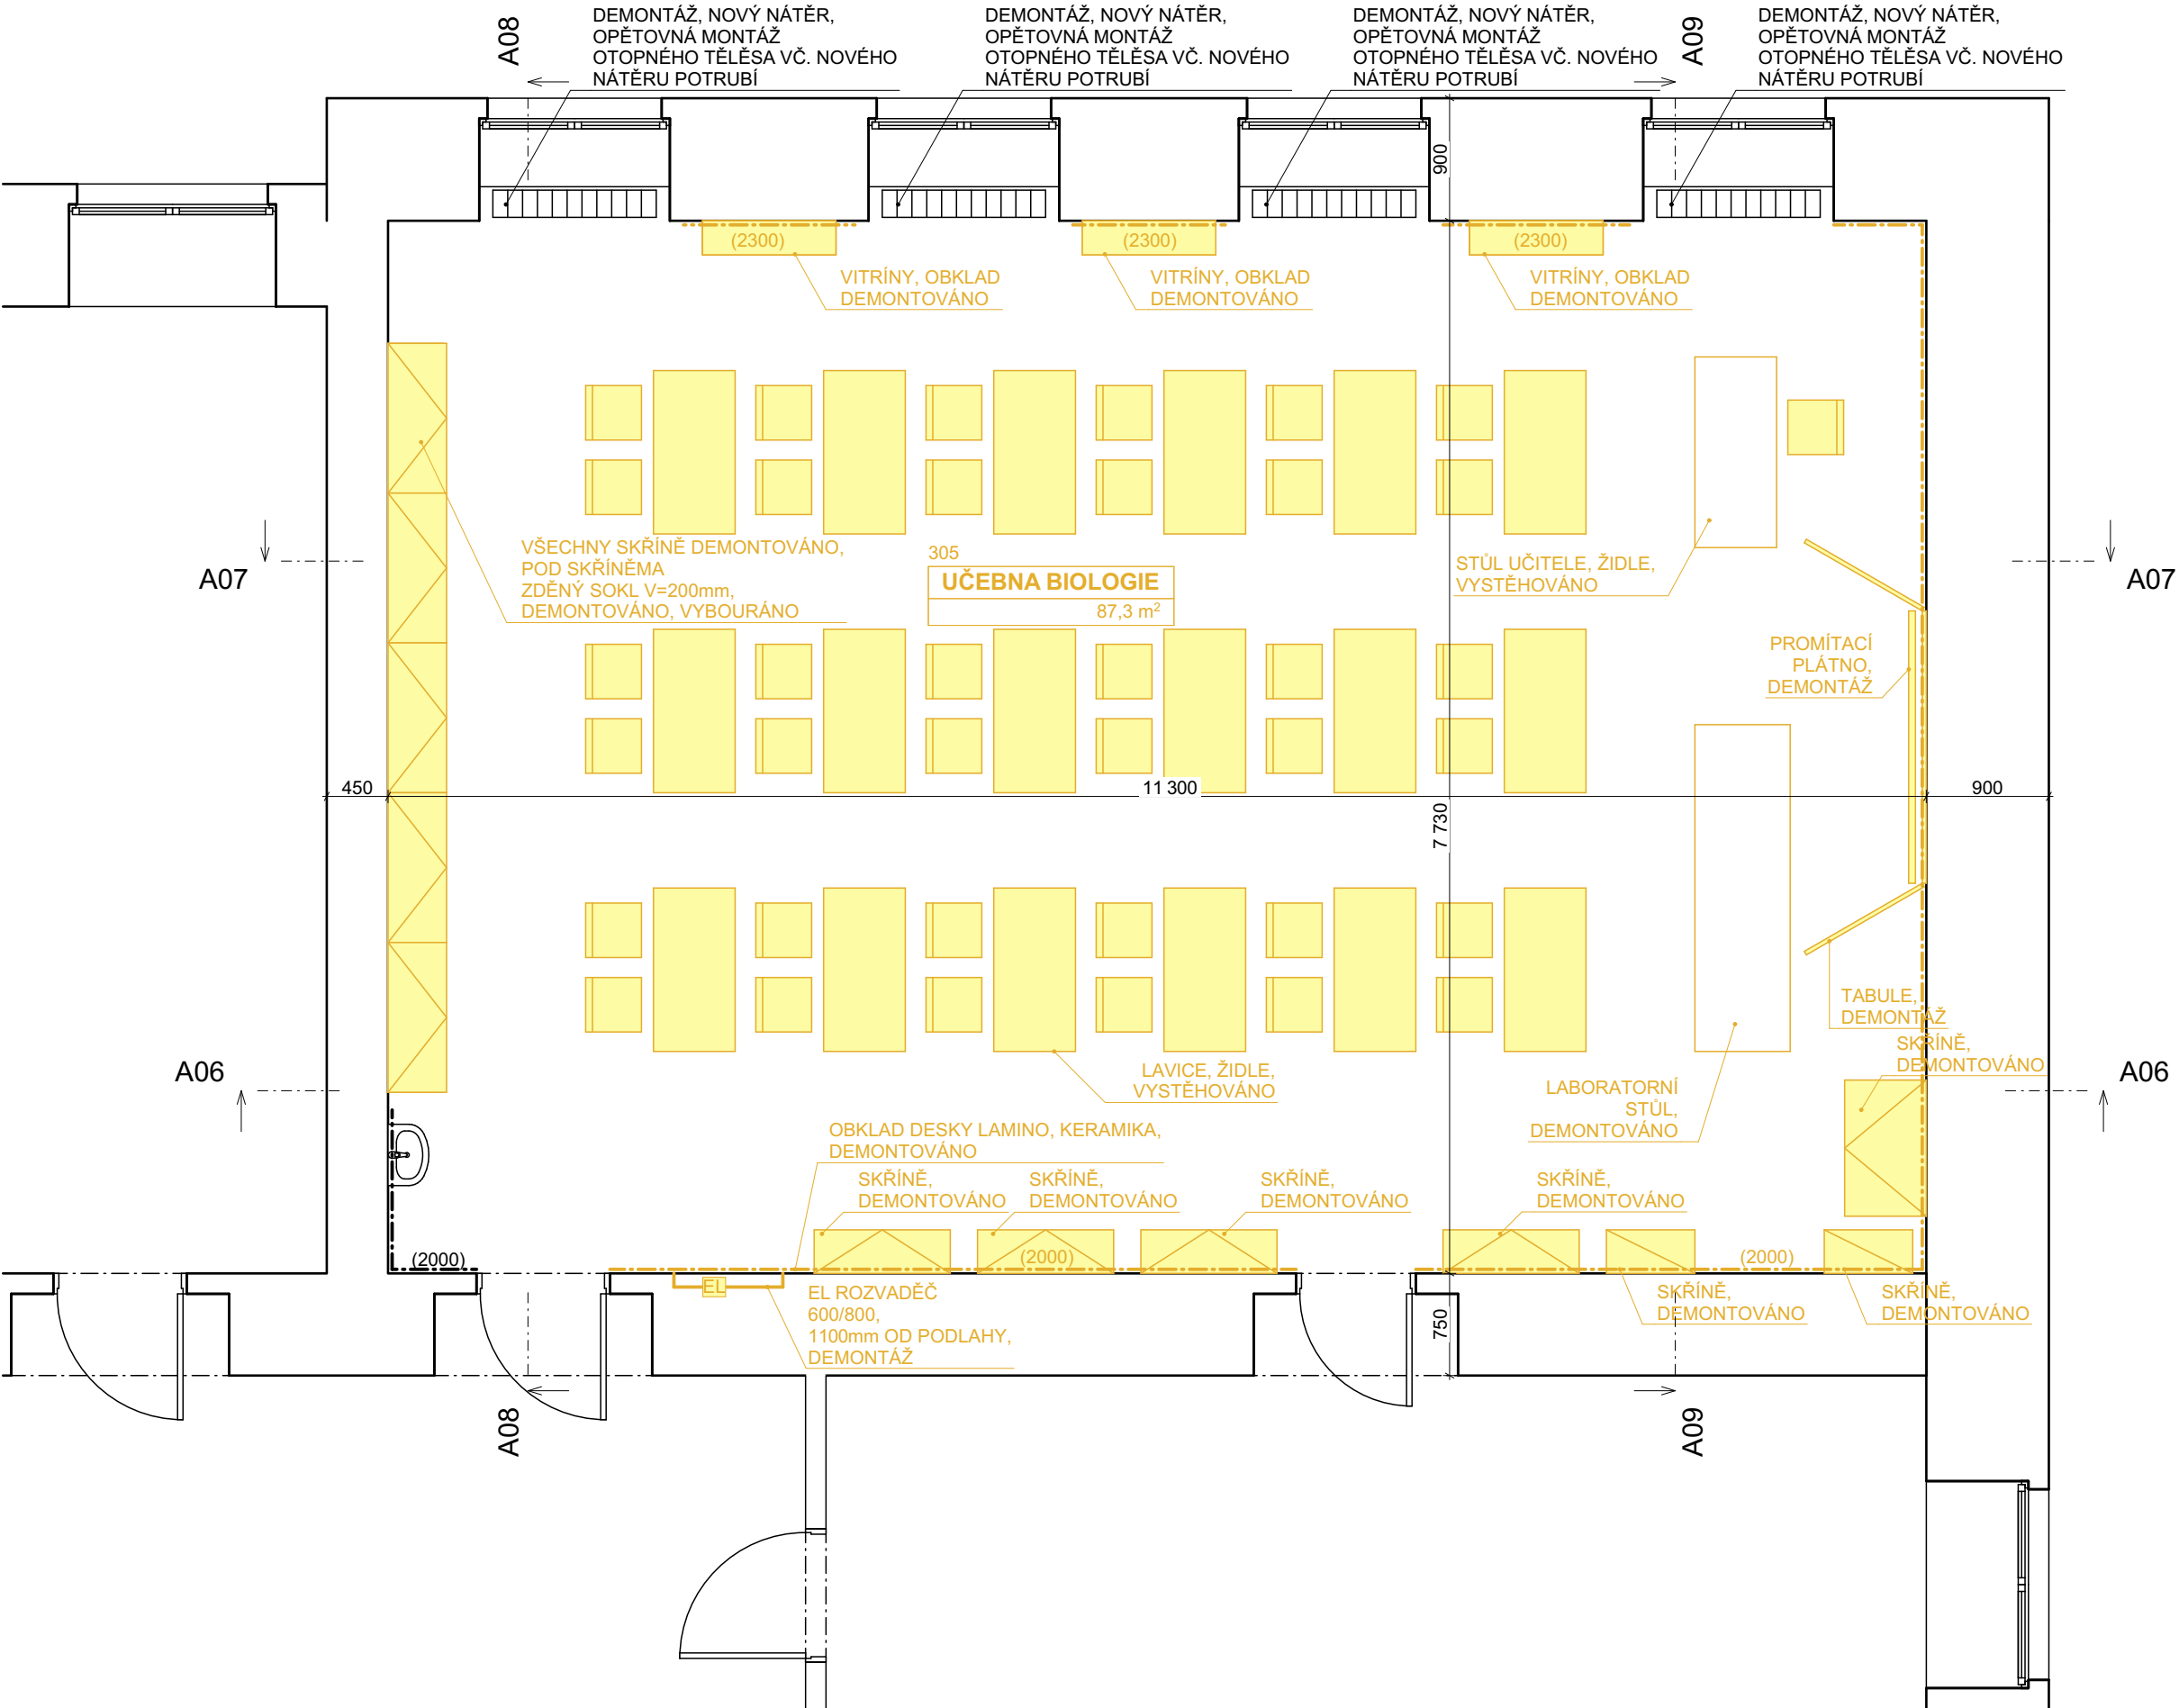 A08
DEMONTÁŽ, NOVÝ NÁTĚR,
OPĚTOVNÁ MONTÁŽ
OTOPNÉHO TĚLĚSA VČ. NOVÉHO
NÁTĚRU POTRUBÍ
DEMONTÁŽ, NOVÝ NÁTĚR,
OPĚTOVNÁ MONTÁŽ
OTOPNÉHO TĚLĚSA VČ. NOVÉHO
NÁTĚRU POTRUBÍ
DEMONTÁŽ, NOVÝ NÁTĚR,
OPĚTOVNÁ MONTÁŽ
OTOPNÉHO TĚLĚSA VČ. NOVÉHO
NÁTĚRU POTRUBÍ
A09
DEMONTÁŽ, NOVÝ NÁTĚR,
OPĚTOVNÁ MONTÁŽ
OTOPNÉHO TĚLĚSA VČ. NOVÉHO
NÁTĚRU POTRUBÍ
900
(2300)
(2300)
(2300)
VITRÍNY, OBKLAD
DEMONTOVÁNO
VITRÍNY, OBKLAD
DEMONTOVÁNO
VITRÍNY, OBKLAD
DEMONTOVÁNO
A07
VŠECHNY SKŘÍNĚ DEMONTOVÁNO,
POD SKŘÍNĚMA
ZDĚNÝ SOKL V=200mm,
DEMONTOVÁNO, VYBOURÁNO
305
UČEBNA BIOLOGIE
87,3 m²
STŮL UČITELE, ŽIDLE,
VYSTĚHOVÁNO
A07
PROMÍTACÍ
PLÁTNO,
DEMONTÁŽ
450
11 300
900
7 730
TABULE,
DEMONTÁŽ
SKŘÍNĚ,
DEMONTOVÁNO
A06
LAVICE, ŽIDLE,
VYSTĚHOVÁNO
LABORATORNÍ
STŮL,
DEMONTOVÁNO
A06
OBKLAD DESKY LAMINO, KERAMIKA,
DEMONTOVÁNO
SKŘÍNĚ,
DEMONTOVÁNO
SKŘÍNĚ,
DEMONTOVÁNO
SKŘÍNĚ,
DEMONTOVÁNO
SKŘÍNĚ,
DEMONTOVÁNO
(2000)
(2000)
(2000)
EL
EL ROZVADĚČ
600/800,
1100mm OD PODLAHY,
DEMONTÁŽ
SKŘÍNĚ,
DEMONTOVÁNO
SKŘÍNĚ,
DEMONTOVÁNO
750
A08
A09